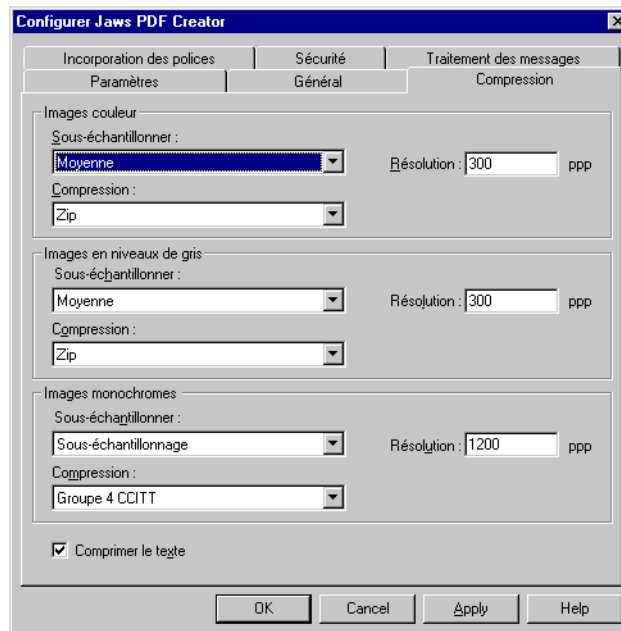 Configurer Jaws PDF Creator
Incorporation des polices Sécurité Traitement des messages
Paramètres Général Compression
Images couleur
Sous-échantillonner :
Moyenne Résolution : 300 ppp
Compression :
Zip
Images en niveaux de gris
Sous-échantillonner :
Moyenne Résolution : 300 ppp
Compression :
Zip
Images monochromes
Sous-échantillonner :
Sous-échantillonnage Résolution : 1200 ppp
Compression :
Groupe 4 CCITT
Comprimer le texte
OK Cancel Apply Help